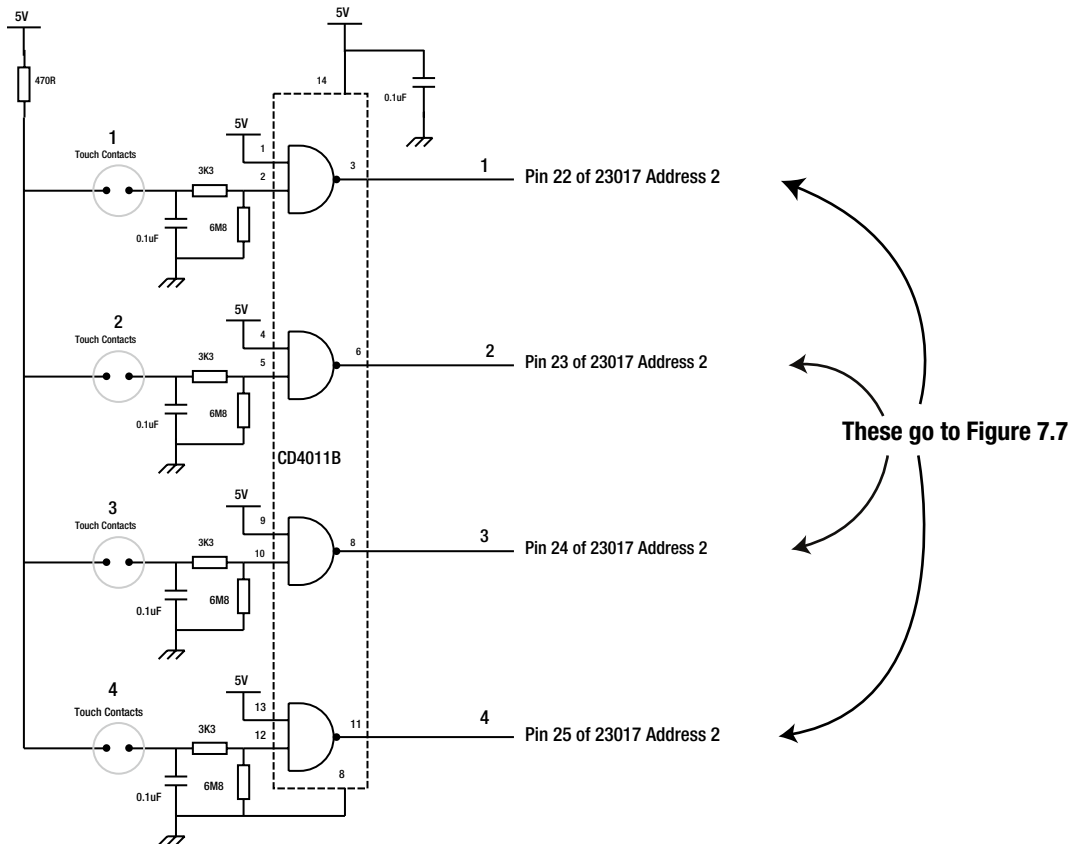 5V
470R
5V
14
0.1uF
1
Touch Contacts
5V
1
2
3K3
6M8
0.1uF
3
1
Pin 22 of 23017 Address 2
2
Touch Contacts
5V
4
5
3K3
6M8
0.1uF
6
2
Pin 23 of 23017 Address 2
These go to Figure 7.7
CD4011B
3
Touch Contacts
5V
9
10
3K3
6M8
0.1uF
8
3
Pin 24 of 23017 Address 2
4
Touch Contacts
5V
13
12
3K3
6M8
0.1uF
11
4
Pin 25 of 23017 Address 2
8